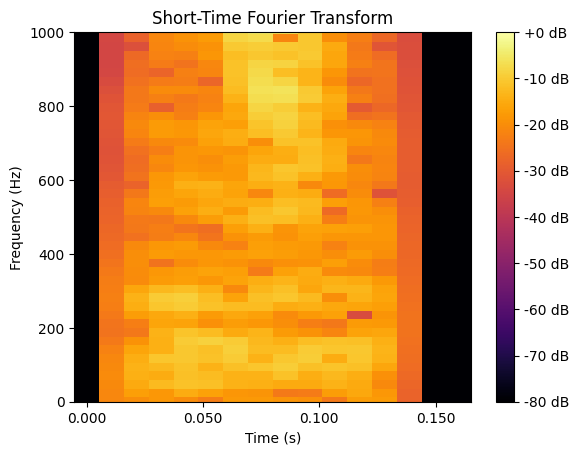 Short-Time Fourier Transform
1000
800
600
400
200
0
Frequency (Hz)
0.000
0.050
0.100
0.150
Time (s)
+0 dB
-10 dB
-20 dB
-30 dB
-40 dB
-50 dB
-60 dB
-70 dB
-80 dB